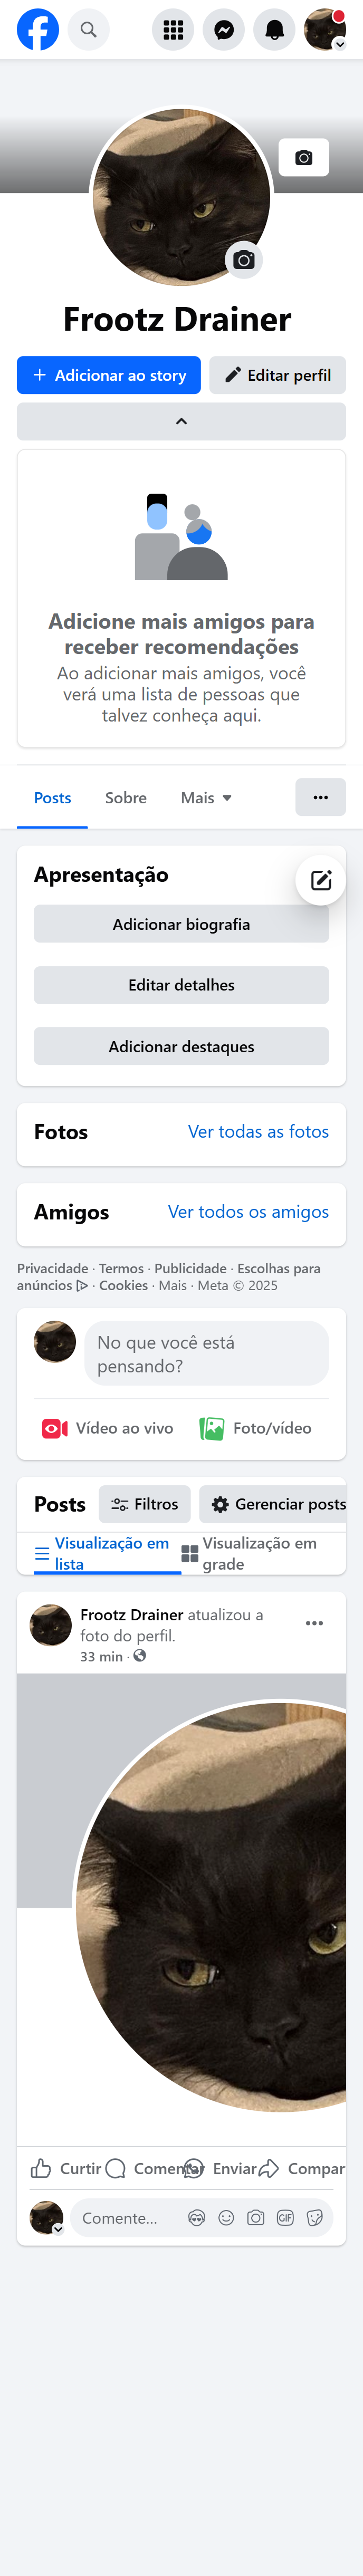 Frootz Drainer
Adicionar ao story
Editar perfil
Adicione mais amigos para
receber recomendações
Ao adicionar mais amigos, você
verá uma lista de pessoas que
talvez conheça aqui.
Posts
Sobre
Mais
Apresentação
Adicionar biografia
Editar detalhes
Adicionar destaques
Fotos
Ver todas as fotos
Amigos
Ver todos os amigos
Privacidade · Termos · Publicidade · Escolhas para
anúncios · Cookies · Mais · Meta © 2025
No que você está
pensando?
Vídeo ao vivo
Foto/vídeo
Posts
Filtros
Gerenciar posts
Visualização em
lista
Visualização em
grade
Frootz Drainer atualizou a
foto do perfil.
33 min ·
Curtir
Comentar
Enviar
Compar
Comente...
GIF